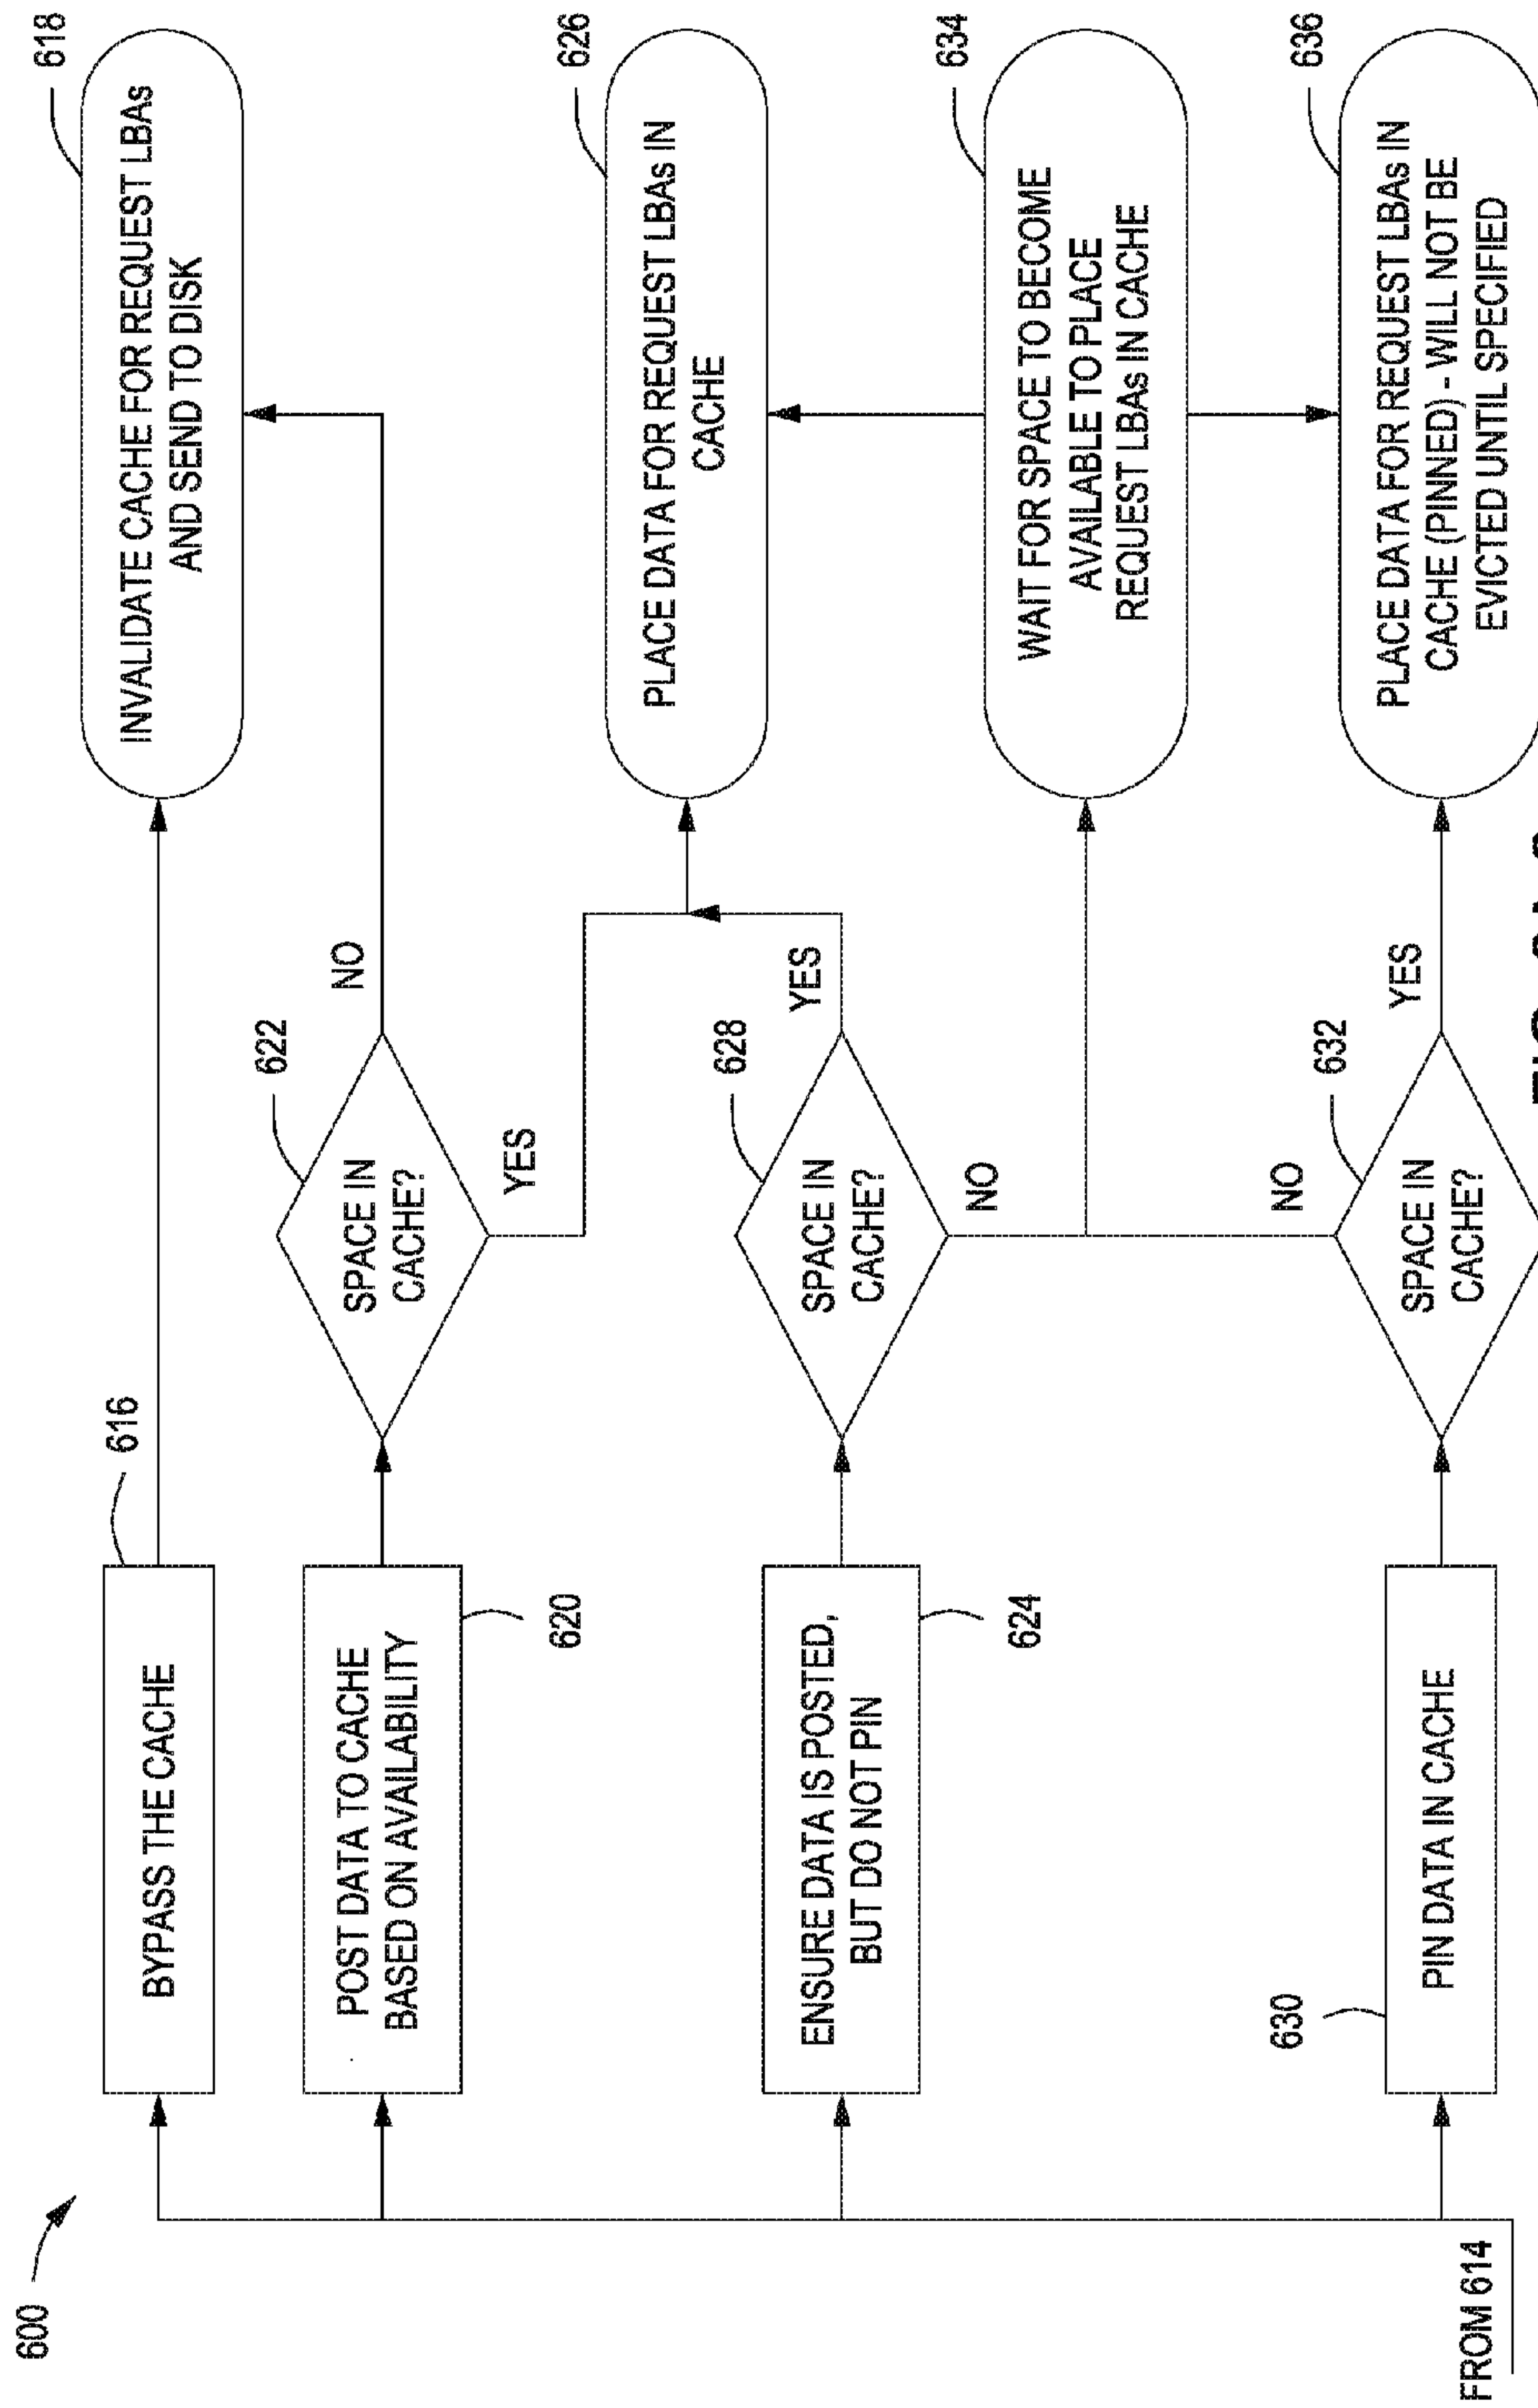 600
616
BYPASS THE CACHE
618
INVALIDATE CACHE FOR REQUEST LBAs
AND SEND TO DISK
POST DATA TO CACHE
BASED ON AVAILABILITY
620
622
SPACE IN
CACHE?
NO
YES
626
PLACE DATA FOR REQUEST LBAs IN
CACHE
ENSURE DATA IS POSTED,
BUT DO NOT PIN
624
628
SPACE IN
CACHE?
YES
NO
634
WAIT FOR SPACE TO BECOME
AVAILABLE TO PLACE
REQUEST LBAs IN CACHE
630
PIN DATA IN CACHE
632
SPACE IN
CACHE?
NO
YES
636
PLACE DATA FOR REQUEST LBAs IN
CACHE (PINNED) - WILL NOT BE
EVICTED UNTIL SPECIFIED
FROM 614